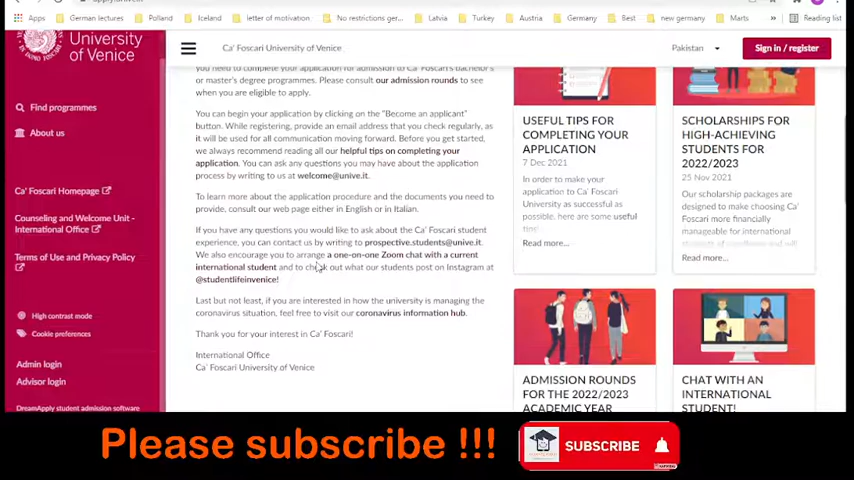 Apps German lectures Poland Iceland letter of motivation No restrictions ger... Latvia Turkey Austria Germany Best new germany Marts » Reading list
University
of Venice
Ca' Foscari University of Venice
Pakistan
Sign in / register
Find programmes
About us
Ca' Foscari Homepage
Counseling and Welcome Unit -
International Office
Terms of Use and Privacy Policy
High contrast mode
Cookie preferences
Admin login
Advisor login
DreamApply student admission software
you need to complete your application for admission to Ca' Foscari's bachelor's
or master's degree programmes. Please consult our admission rounds to see
when you are eligible to apply.
You can begin your application by clicking on the "Become an applicant"
button. While registering, provide an email address that you check regularly, as
it will be used for all communication moving forward. Before you get started,
we always recommend reading all our helpful tips on completing your
application. You can ask any questions you may have about the application
process by writing to us at welcome@unive.it.
To learn more about the application procedure and the documents you need to
provide, consult our web page either in English or in Italian.
If you have any questions you would like to ask about the Ca' Foscari student
experience, you can contact us by writing to prospective.students@unive.it.
We also encourage you to arrange a one-on-one Zoom chat with a current
international student and to check out what our students post on Instagram at
@studentlifeinvenice!
Last but not least, if you are interested in how the university is managing the
coronavirus situation, feel free to visit our coronavirus information hub.
Thank you for your interest in Ca' Foscari!
International Office
Ca' Foscari University of Venice
USEFUL TIPS FOR
COMPLETING YOUR
APPLICATION
7 Dec 2021
In order to make your
application to Ca' Foscari
University as successful as
possible, here are some useful
Read more...
SCHOLARSHIPS FOR
HIGH-ACHIEVING
STUDENTS FOR
2022/2023
25 Nov 2021
Our scholarship packages are
designed to make choosing Ca'
Foscari your more financially
Read more...
ADMISSION ROUNDS
FOR THE 2022/2023
ACADEMIC YEAR
CHAT WITH AN
INTERNATIONAL
STUDENT!
Please subscribe !!!
SUBSCRIBE